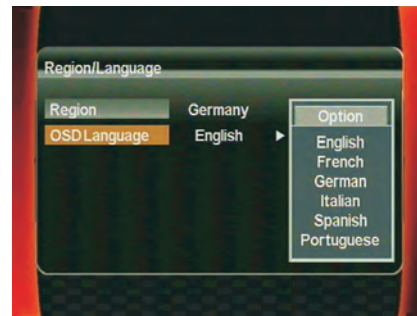 Region/Language
Region Germany
OSD Language English
Option
English
French
German
Italian
Spanish
Portuguese